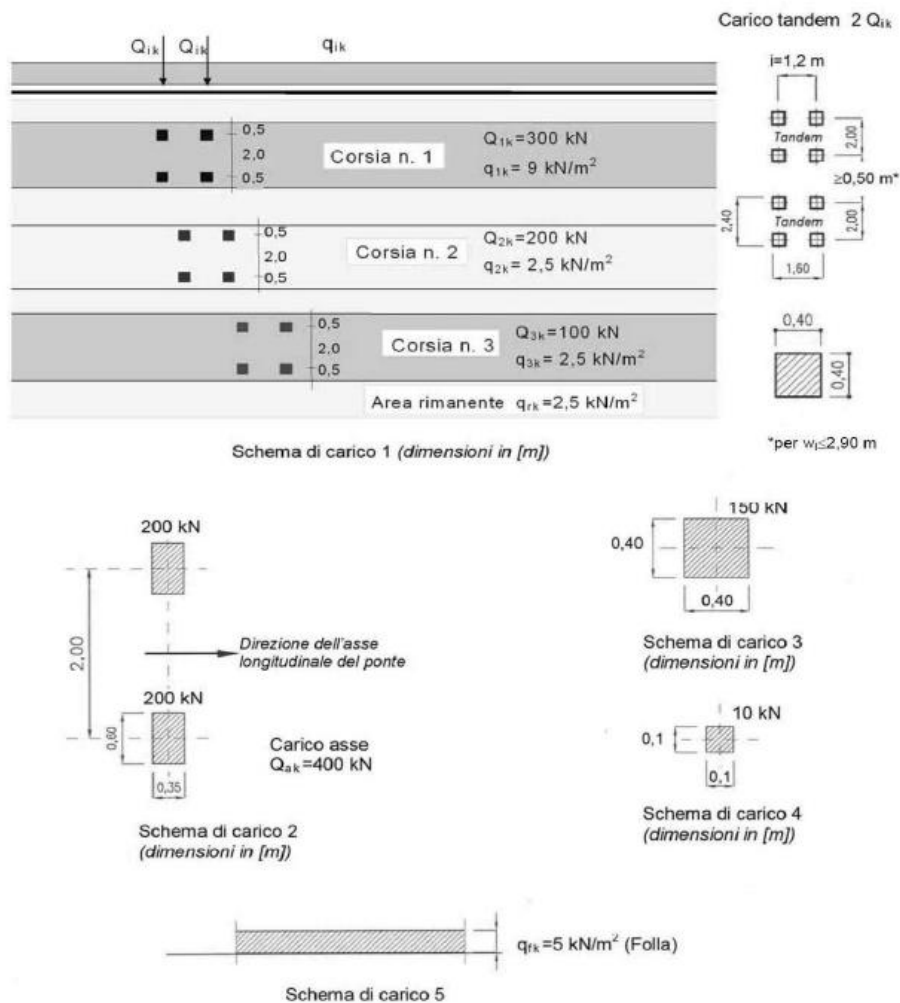 Carico tandem 2 Qik
Qik Qik qik
i=1,2 m
0,5
2,0
0,5
Corsia n. 1
Q1k=300 kN
q1k= 9 kN/m²
Tandem
2,00
≥0,50 m*
0,5
2,0
0,5
Corsia n. 2
Q2k=200 kN
q2k= 2,5 kN/m²
2,40
Tandem
2,00
1,60
0,5
2,0
0,5
Corsia n. 3
Q3k=100 kN
q3k= 2,5 kN/m²
0,40
0,40
Area rimanente qrk=2,5 kN/m²
Schema di carico 1 (dimensioni in [m])
*per wl≤2,90 m
200 kN
2,00
Direzione dell'asse
longitudinale del ponte
200 kN
0,60
0,35
Carico asse
Qak=400 kN
Schema di carico 2
(dimensioni in [m])
150 kN
0,40
0,40
Schema di carico 3
(dimensioni in [m])
10 kN
0,1
0,1
Schema di carico 4
(dimensioni in [m])
qfk=5 kN/m² (Folla)
Schema di carico 5